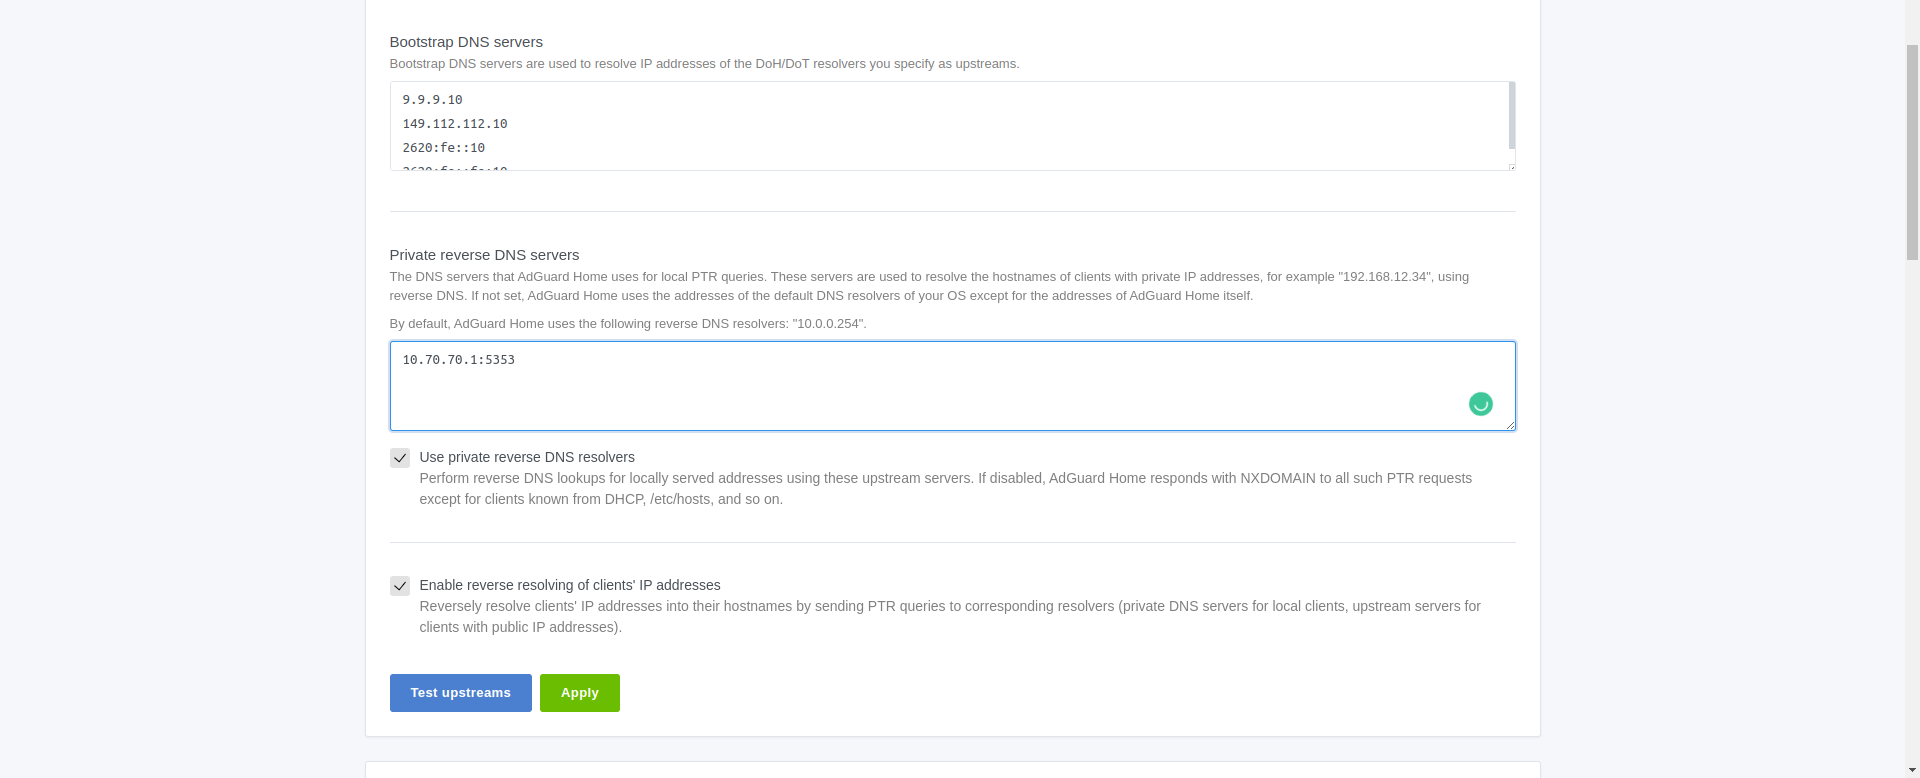 Bootstrap DNS servers
Bootstrap DNS servers are used to resolve IP addresses of the DoH/DoT resolvers you specify as upstreams.
9.9.9.10
149.112.112.10
2620:fe::10
2620:fe::fe:10
Private reverse DNS servers
The DNS servers that AdGuard Home uses for local PTR queries. These servers are used to resolve the hostnames of clients with private IP addresses, for example "192.168.12.34", using
reverse DNS. If not set, AdGuard Home uses the addresses of the default DNS resolvers of your OS except for the addresses of AdGuard Home itself.
By default, AdGuard Home uses the following reverse DNS resolvers: "10.0.0.254".
10.70.70.1:5353
Use private reverse DNS resolvers
Perform reverse DNS lookups for locally served addresses using these upstream servers. If disabled, AdGuard Home responds with NXDOMAIN to all such PTR requests
except for clients known from DHCP, /etc/hosts, and so on.
Enable reverse resolving of clients' IP addresses
Reversely resolve clients' IP addresses into their hostnames by sending PTR queries to corresponding resolvers (private DNS servers for local clients, upstream servers for
clients with public IP addresses).
Test upstreams
Apply